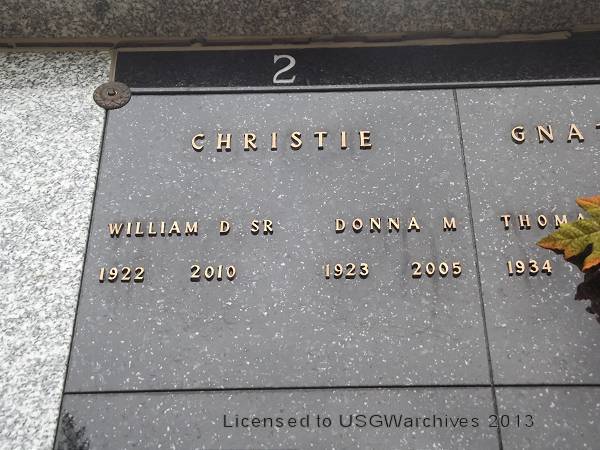 2
CHRISTIE
WILLIAM D SR DONNA M
1922 2010 1923 2005
1934
Licensed to USGWarchives 2013